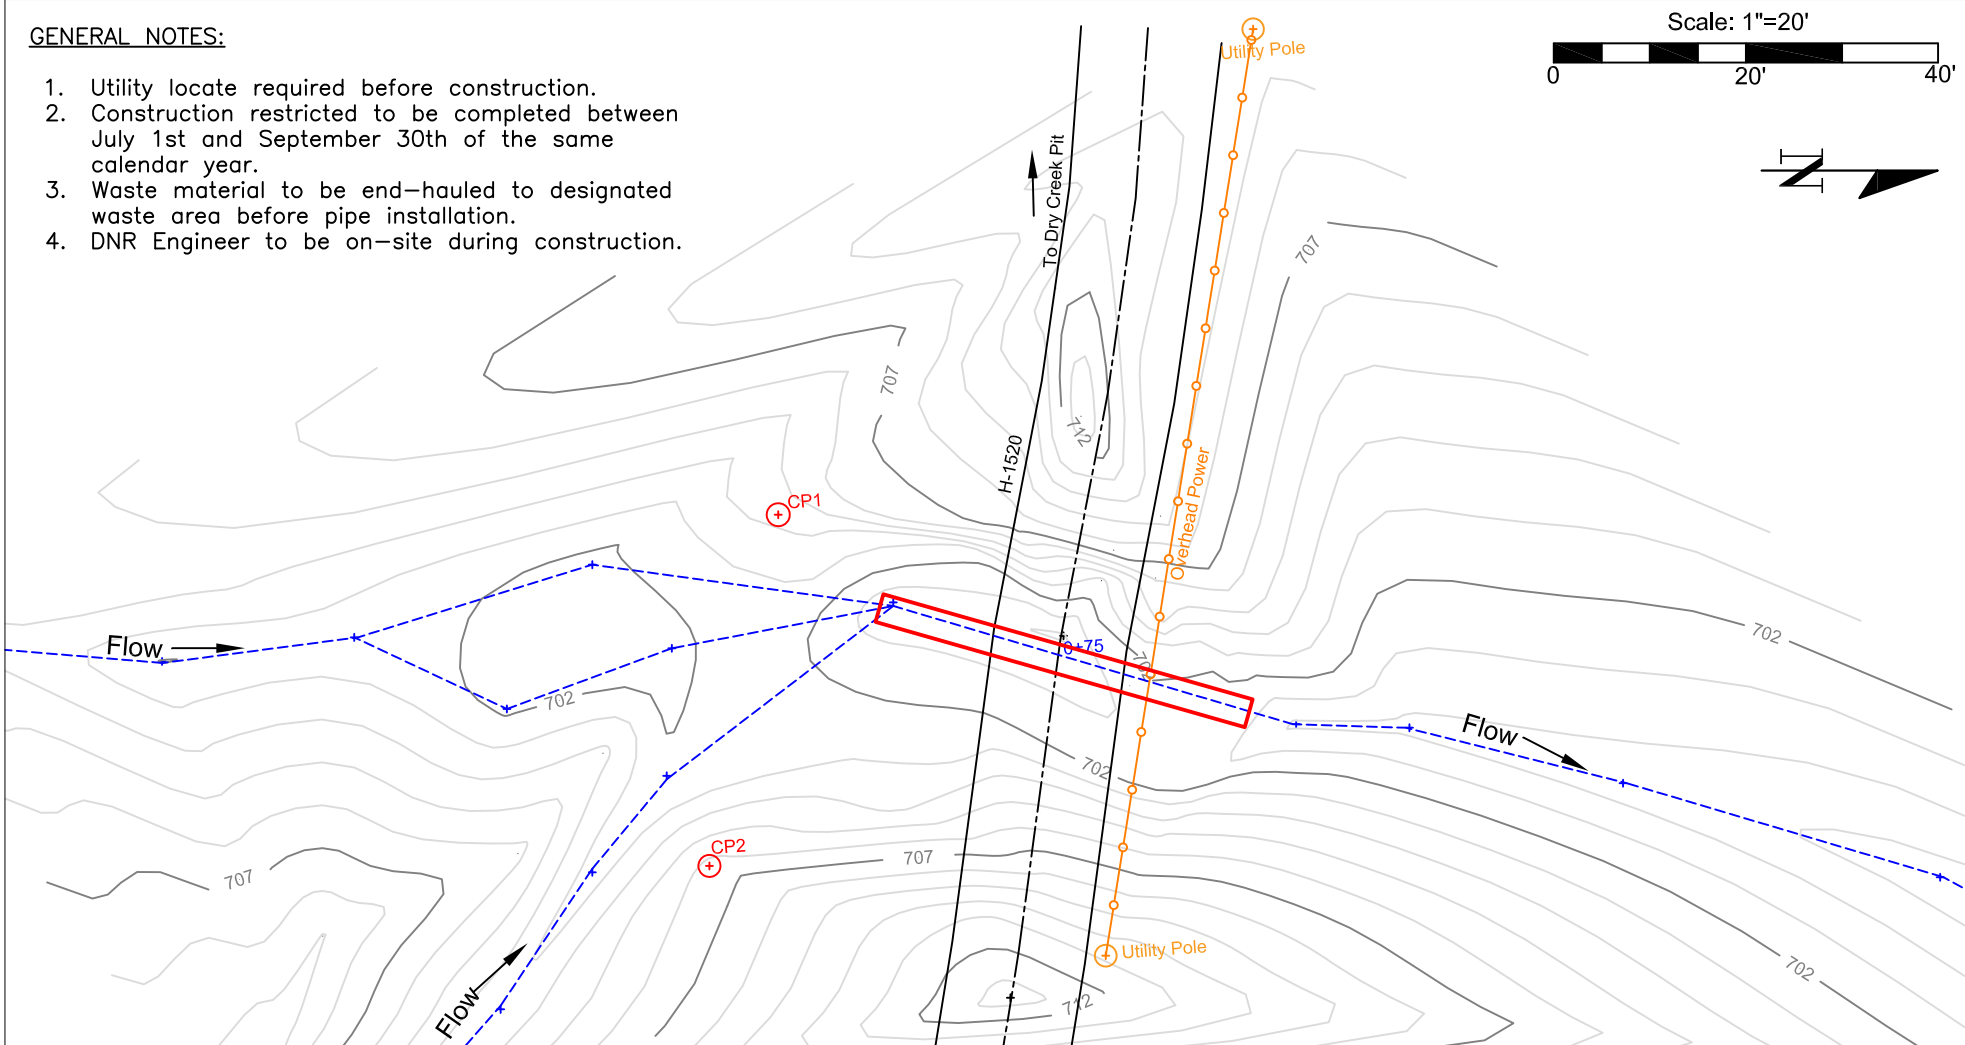 GENERAL NOTES:
1. Utility locate required before construction.
2. Construction restricted to be completed between
July 1st and September 30th of the same
calendar year.
3. Waste material to be end-hauled to designated
waste area before pipe installation.
4. DNR Engineer to be on-site during construction.
Scale: 1"=20'
0 20' 40'
N
Utility Pole
To Dry Creek Pit
707
707
712
H-1520
Overhead Power
CP1
Flow
702
0+75
702
702
Flow
702
CP2
707
707
Utility Pole
702
712
Flow